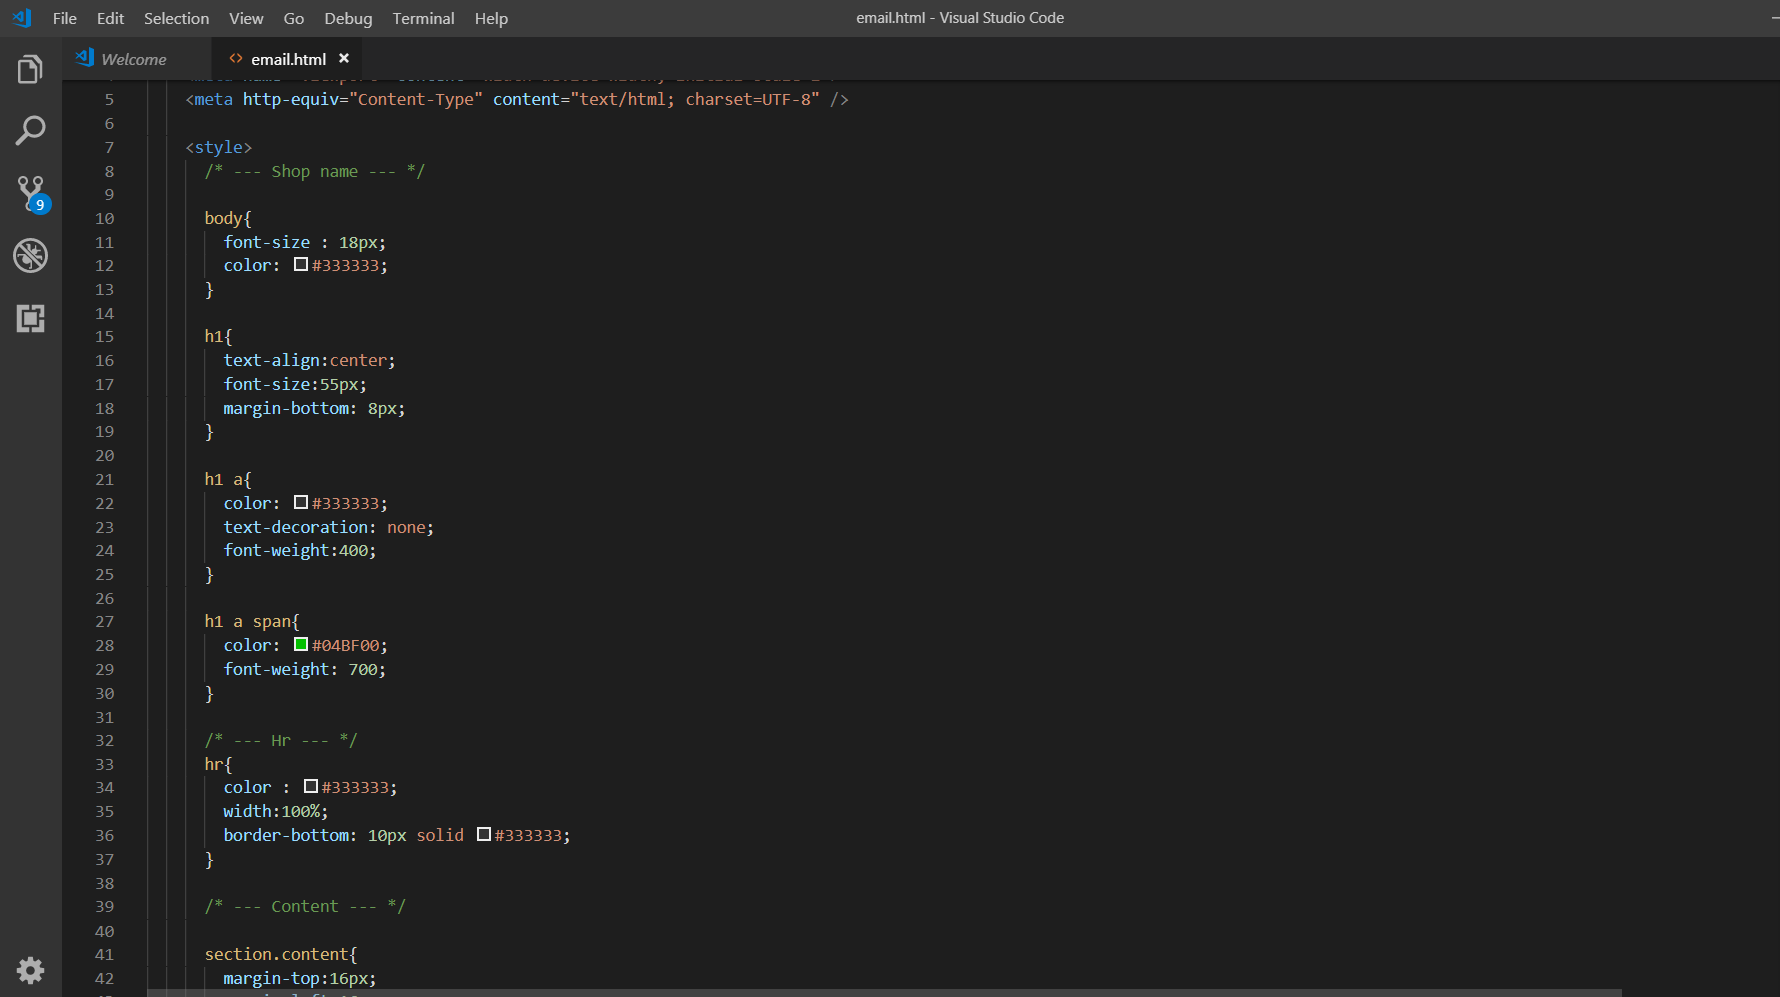 File Edit Selection View Go Debug Terminal Help
email.html - Visual Studio Code
Welcome
<> email.html ×
5 <meta http-equiv="Content-Type" content="text/html; charset=UTF-8" />
6
7 <style>
8 /* --- Shop name --- */
9
10 body{
11 font-size : 18px;
12 color: #333333;
13 }
14
15 h1{
16 text-align:center;
17 font-size:55px;
18 margin-bottom: 8px;
19 }
20
21 h1 a{
22 color: #333333;
23 text-decoration: none;
24 font-weight:400;
25 }
26
27 h1 a span{
28 color: #04BF00;
29 font-weight: 700;
30 }
31
32 /* --- Hr --- */
33 hr{
34 color : #333333;
35 width:100%;
36 border-bottom: 10px solid #333333;
37 }
38
39 /* --- Content --- */
40
41 section.content{
42 margin-top:16px;
9